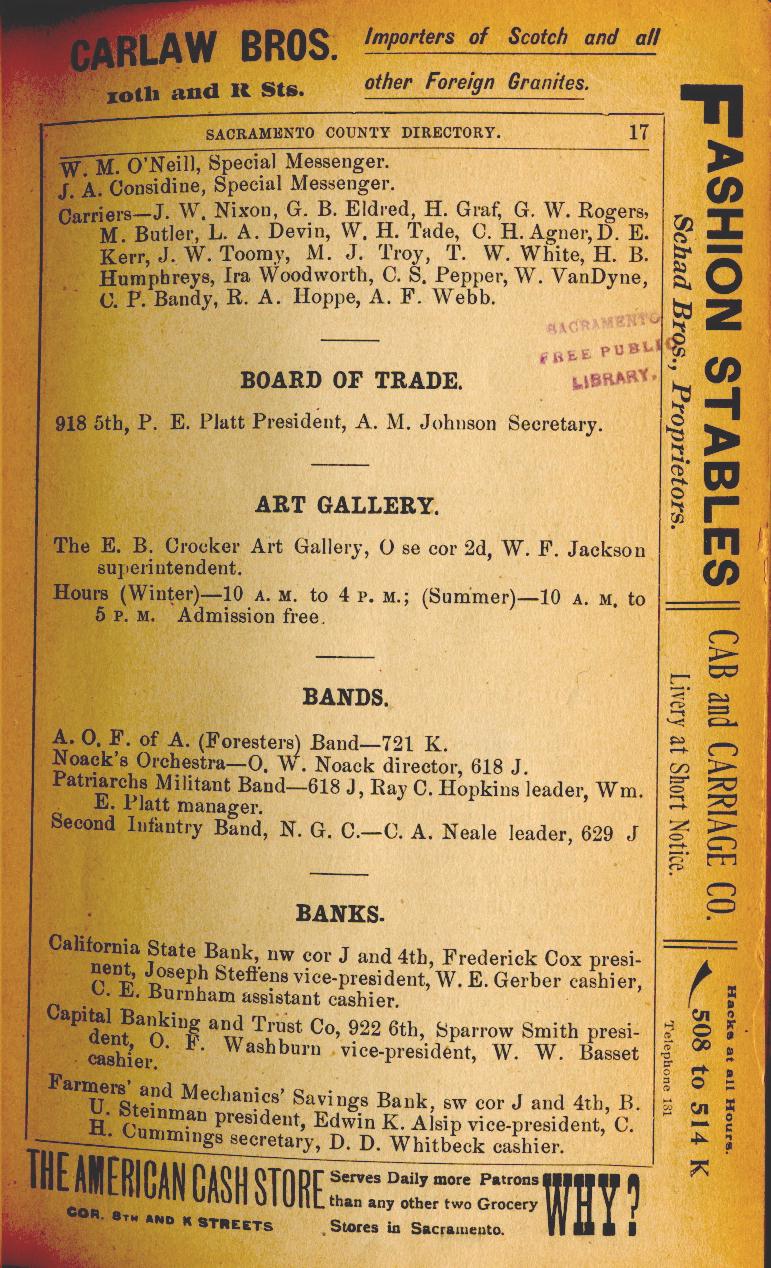 CARLAW BROS.
10th and R Sts.
Importers of Scotch and all
other Foreign Granites.
SACRAMENTO COUNTY DIRECTORY. 17
W. M. O'Neill, Special Messenger.
J. A. Considine, Special Messenger.
Carriers—J. W. Nixon, G. B. Eldred, H. Graf, G. W. Rogers,
M. Butler, L. A. Devin, W. H. Tade, C. H. Agner, D. E.
Kerr, J. W. Toomy, M. J. Troy, T. W. White, H. B.
Humphreys, Ira Woodworth, C. S. Pepper, W. VanDyne,
C. P. Bandy, R. A. Hoppe, A. F. Webb.
SACRAMENTO
FREE PUBLIC
LIBRARY.
BOARD OF TRADE.
918 5th, P. E. Platt President, A. M. Johnson Secretary.
ART GALLERY.
The E. B. Crocker Art Gallery, O se cor 2d, W. F. Jackson
superintendent.
Hours (Winter)—10 A. M. to 4 P. M.; (Summer)—10 A. M. to
5 P. M. Admission free.
BANDS.
A. O. F. of A. (Foresters) Band—721 K.
Noack's Orchestra—O. W. Noack director, 618 J.
Patriarchs Militant Band—618 J, Ray C. Hopkins leader, Wm.
E. Platt manager.
Second Infantry Band, N. G. C.—C. A. Neale leader, 629 J
BANKS.
California State Bank, nw cor J and 4th, Frederick Cox presi-
nent, Joseph Steffens vice-president, W. E. Gerber cashier,
C. E. Burnham assistant cashier.
Capital Banking and Trust Co, 922 6th, Sparrow Smith presi-
dent, O. F. Washburn vice-president, W. W. Basset
cashier.
Farmers' and Mechanics' Savings Bank, sw cor J and 4th, B.
U. Steinman president, Edwin K. Alsip vice-president, C.
H. Cummings secretary, D. D. Whitbeck cashier.
FASHION STABLES
Schad Bros., Proprietors.
CAB and CARRIAGE CO.
Livery at Short Notice.
Hacks at all Hours.
508 to 514 K
Telephone 131
THE AMERICAN CASH STORE
COR. 8TH AND K STREETS
Serves Daily more Patrons
than any other two Grocery
Stores in Sacramento.
WHY?